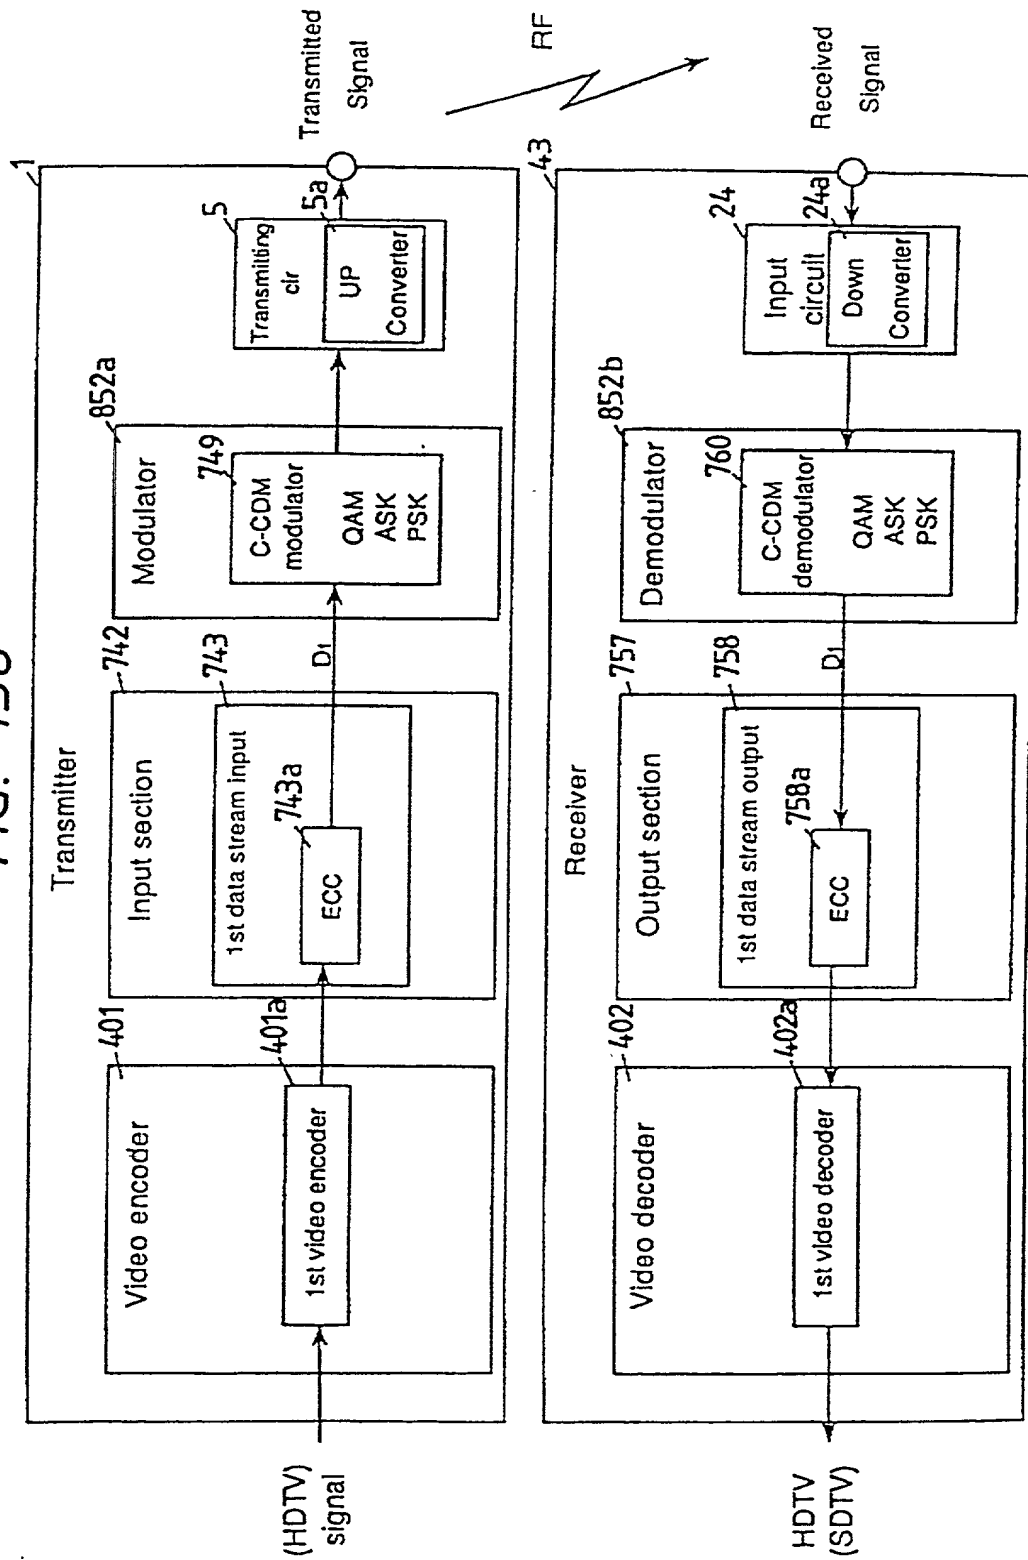 Transmitter
1
(HDTV)
signal
Video encoder
401
1st video encoder
401a
Input section
742
1st data stream input
743
ECC
743a
D1
Modulator
852a
C-CDM
modulator
749
QAM
ASK
PSK
Transmitting
cir
5
UP
Converter
5a
Transmitted
Signal
RF
Receiver
43
HDTV
(SDTV)
Video decoder
402
1st video decoder
402a
Output section
757
1st data stream output
758
ECC
758a
D1
Demodulator
852b
C-CDM
demodulator
760
QAM
ASK
PSK
Input
circuit
24
Down
Converter
24a
Received
Signal